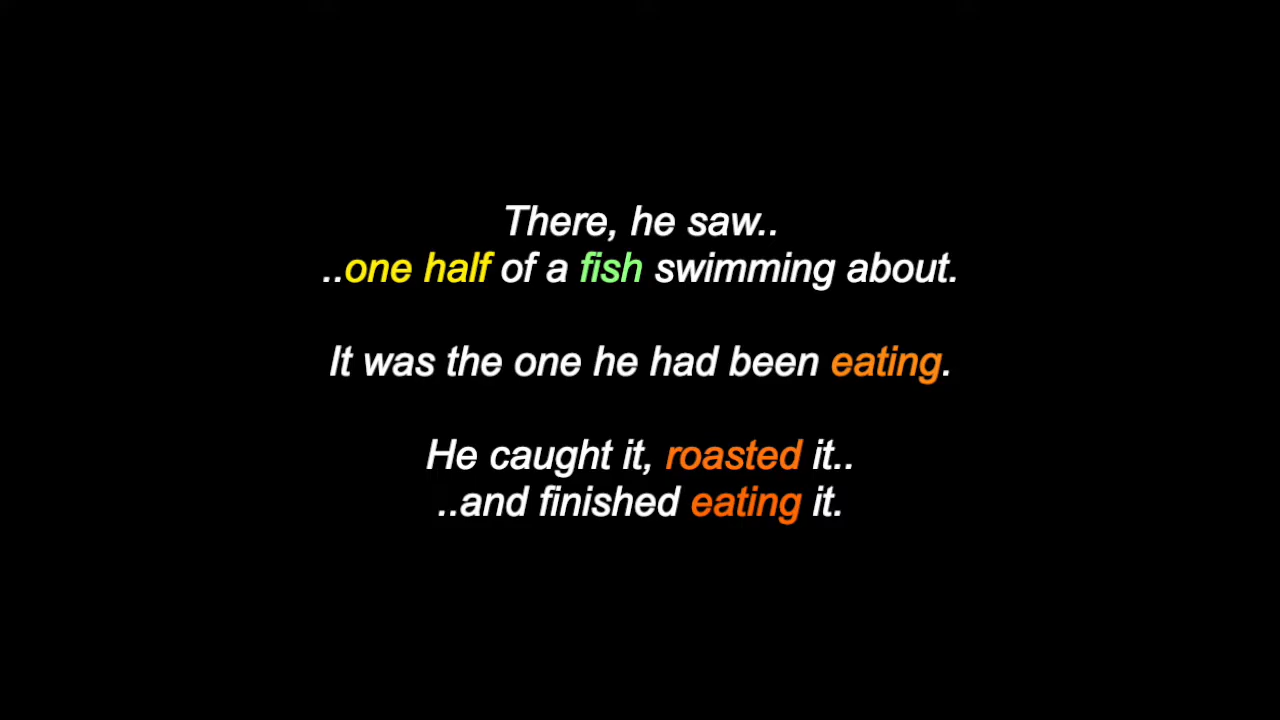 There, he saw..
..one half of a fish swimming about.
It was the one he had been eating.
He caught it, roasted it..
..and finished eating it.